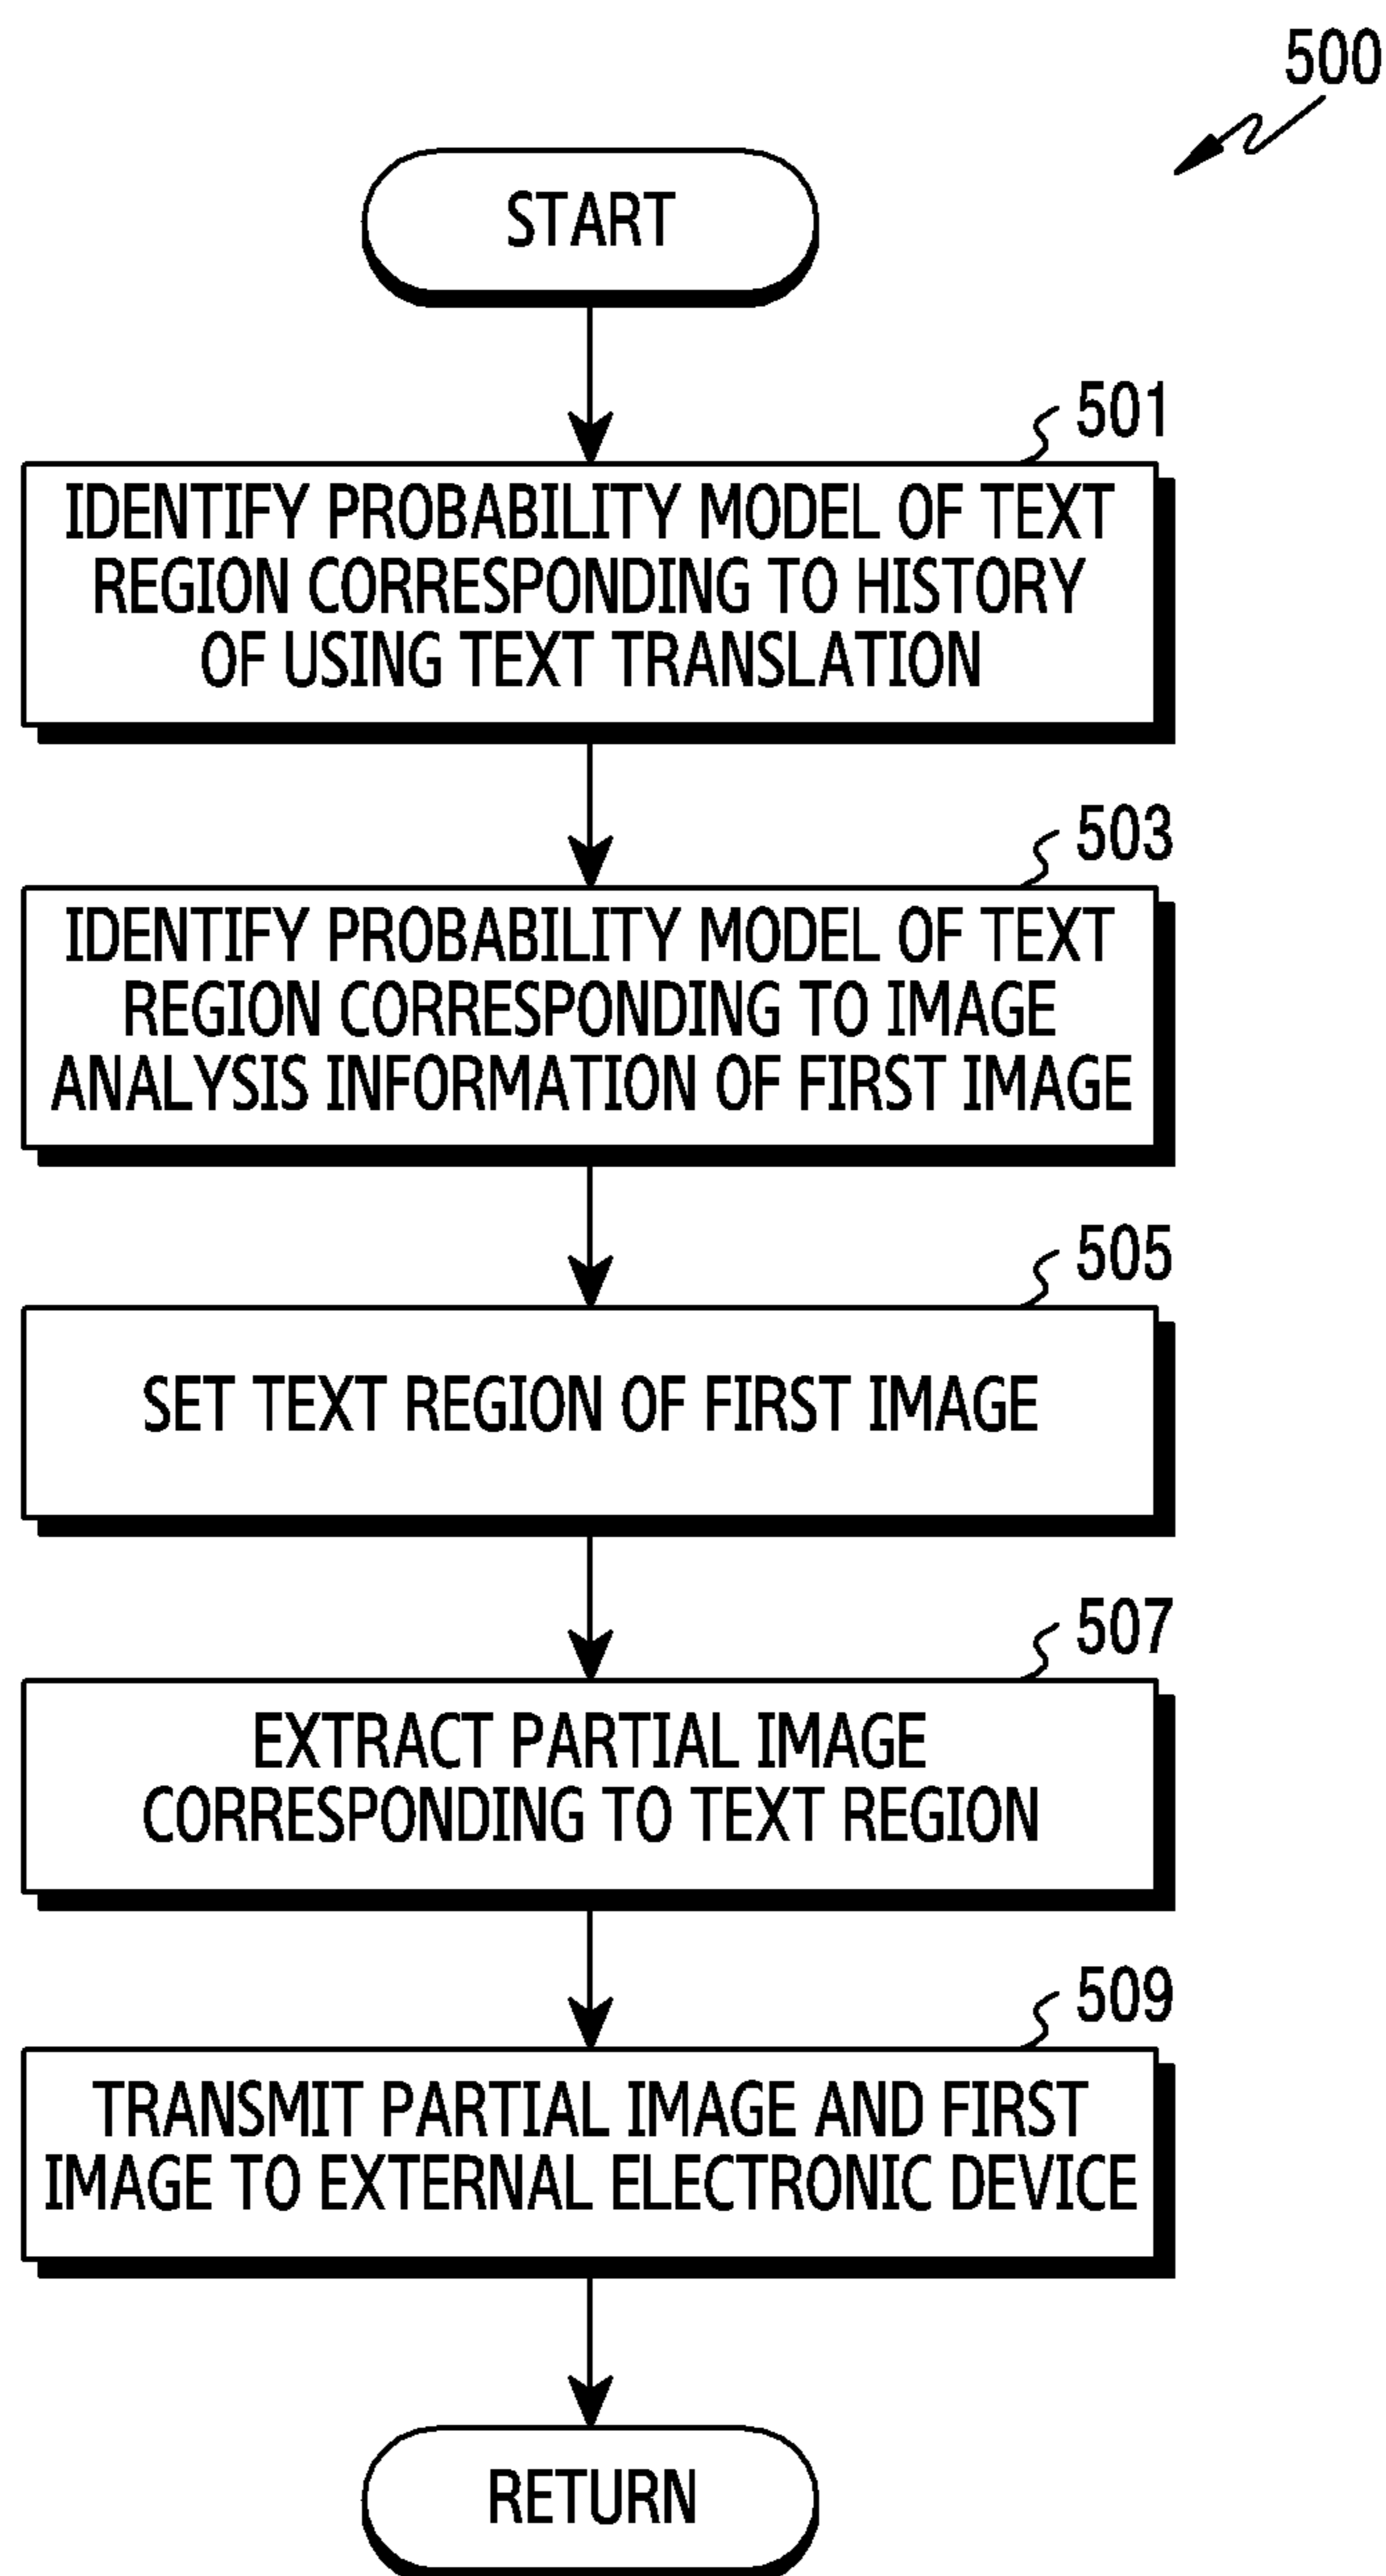 500
START
501
IDENTIFY PROBABILITY MODEL OF TEXT
REGION CORRESPONDING TO HISTORY
OF USING TEXT TRANSLATION
503
IDENTIFY PROBABILITY MODEL OF TEXT
REGION CORRESPONDING TO IMAGE
ANALYSIS INFORMATION OF FIRST IMAGE
505
SET TEXT REGION OF FIRST IMAGE
507
EXTRACT PARTIAL IMAGE
CORRESPONDING TO TEXT REGION
509
TRANSMIT PARTIAL IMAGE AND FIRST
IMAGE TO EXTERNAL ELECTRONIC DEVICE
RETURN